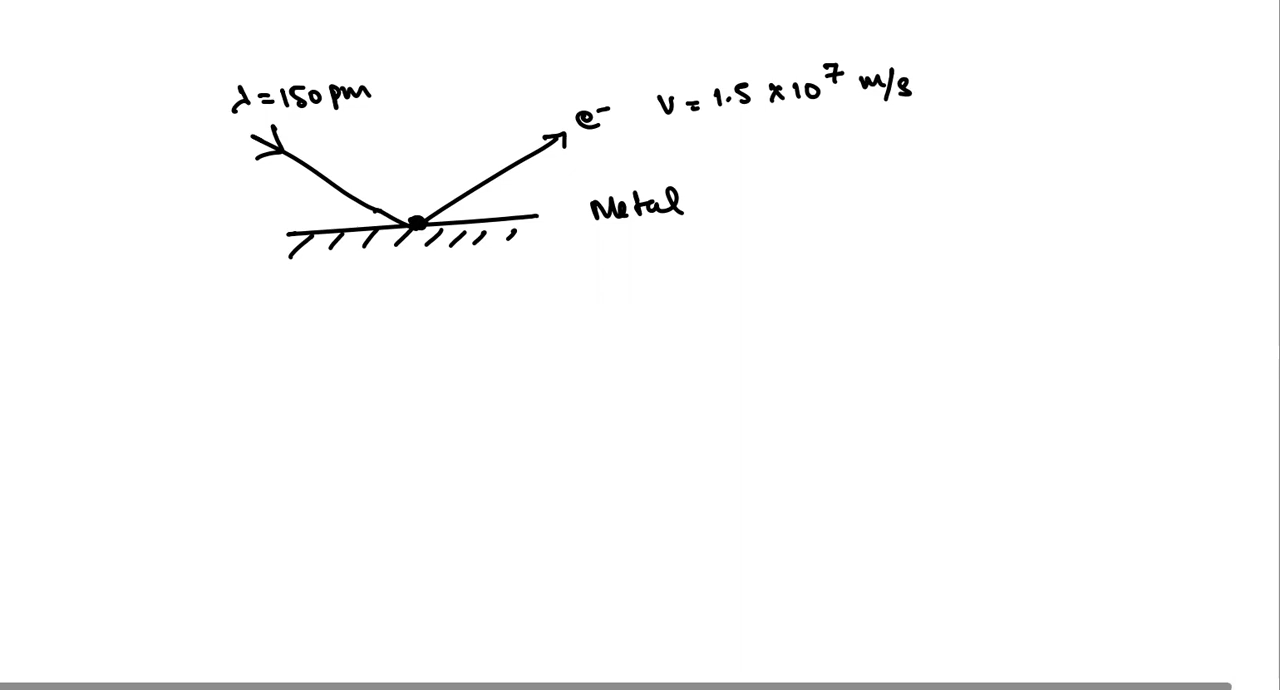 λ = 150 pm
e⁻ v = 1.5 × 10⁷ m/s
Metal